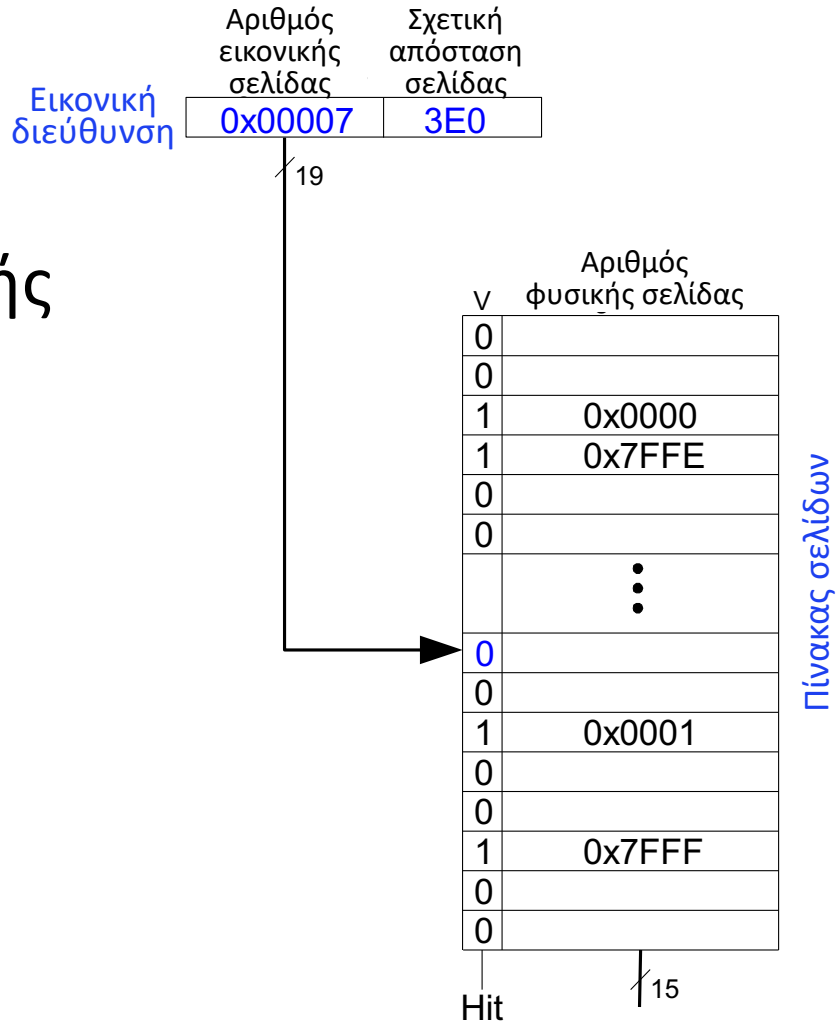 Αριθμός
εικονικής
σελίδας
Σχετική
απόσταση
σελίδας
Εικονική
διεύθυνση
0x00007 3E0
19
ής
V
Αριθμός
φυσικής σελίδας
0
0
1 0x0000
1 0x7FFE
0
0
0
0
1 0x0001
0
0
1 0x7FFF
0
0
Πίνακας σελίδων
Hit
15